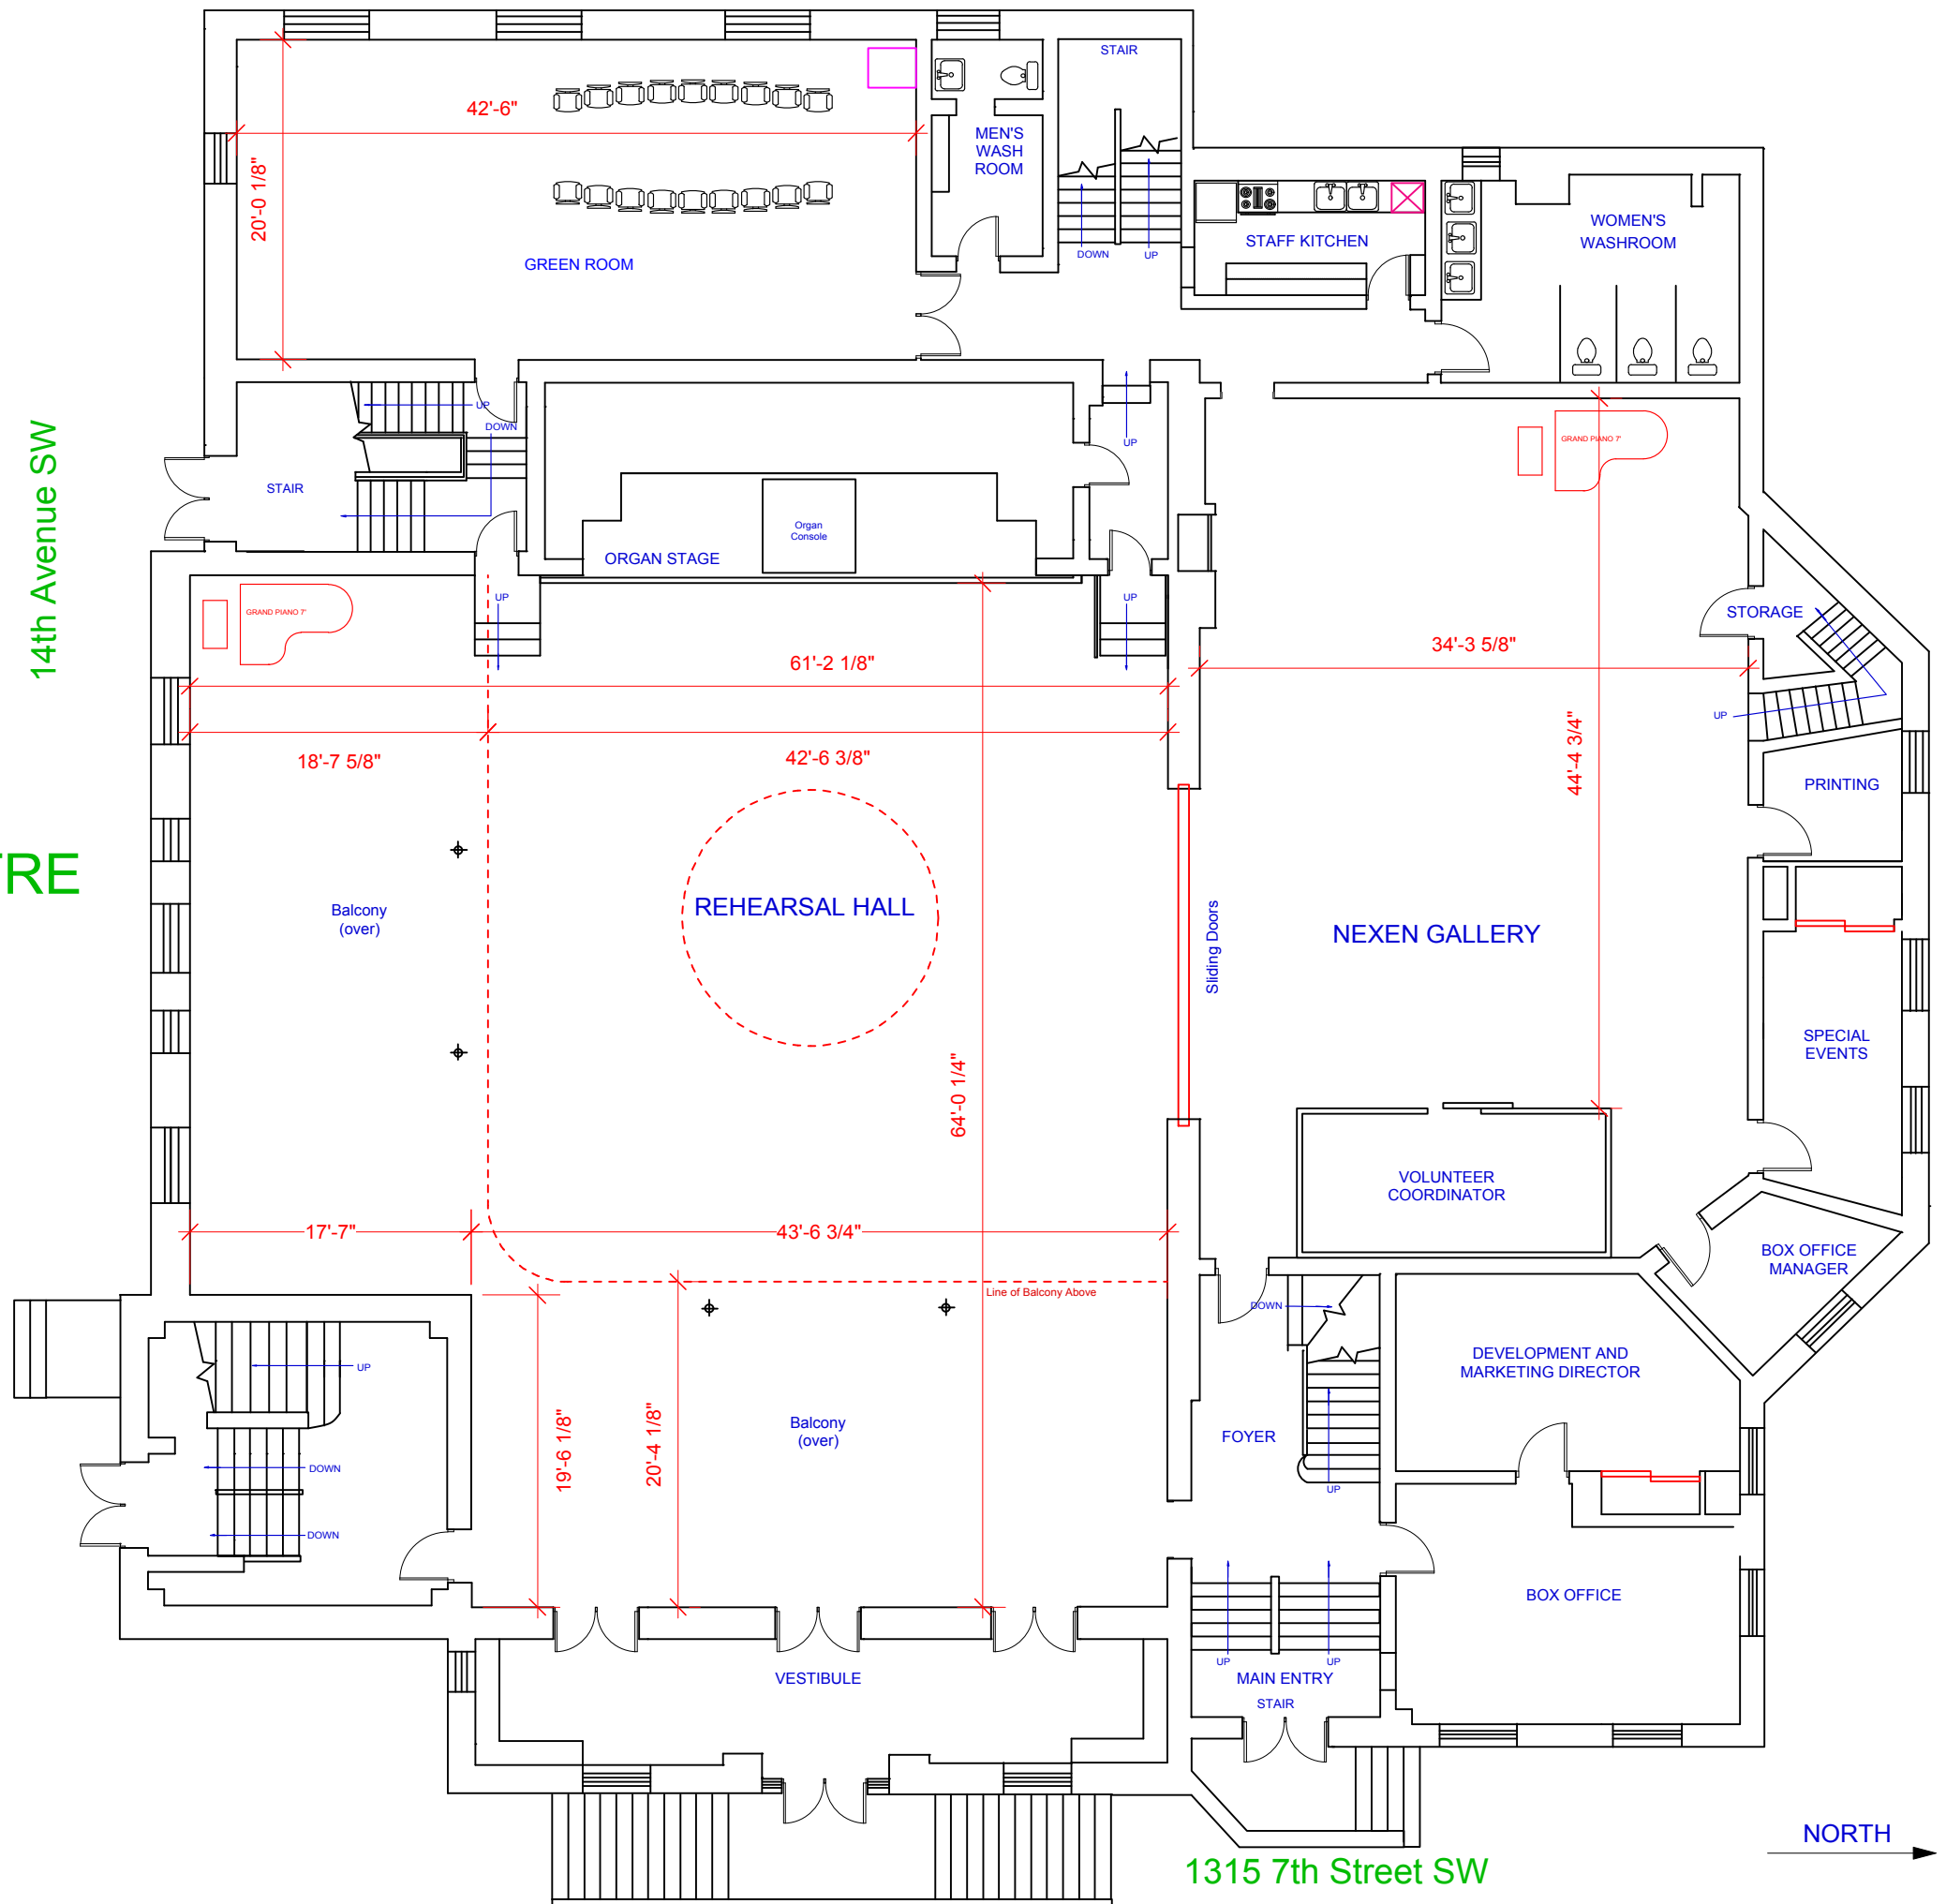 STAIR
42'-6"
20'-0 1/8"
MEN'S
WASH
ROOM
DOWN
UP
STAFF KITCHEN
WOMEN'S
WASHROOM
GREEN ROOM
14th Avenue SW
UP
DOWN
STAIR
Organ
Console
ORGAN STAGE
UP
GRAND PIANO 7'
GRAND PIANO 7'
UP
UP
STORAGE
61'-2 1/8"
34'-3 5/8"
UP
18'-7 5/8"
42'-6 3/8"
44'-4 3/4"
PRINTING
TRE
Balcony
(over)
REHEARSAL HALL
Sliding Doors
NEXEN GALLERY
SPECIAL
EVENTS
64'-0 1/4"
VOLUNTEER
COORDINATOR
17'-7"
43'-6 3/4"
BOX OFFICE
MANAGER
Line of Balcony Above
DOWN
UP
DEVELOPMENT AND
MARKETING DIRECTOR
19'-6 1/8"
20'-4 1/8"
Balcony
(over)
FOYER
DOWN
UP
DOWN
BOX OFFICE
VESTIBULE
UP
UP
MAIN ENTRY
STAIR
NORTH
1315 7th Street SW